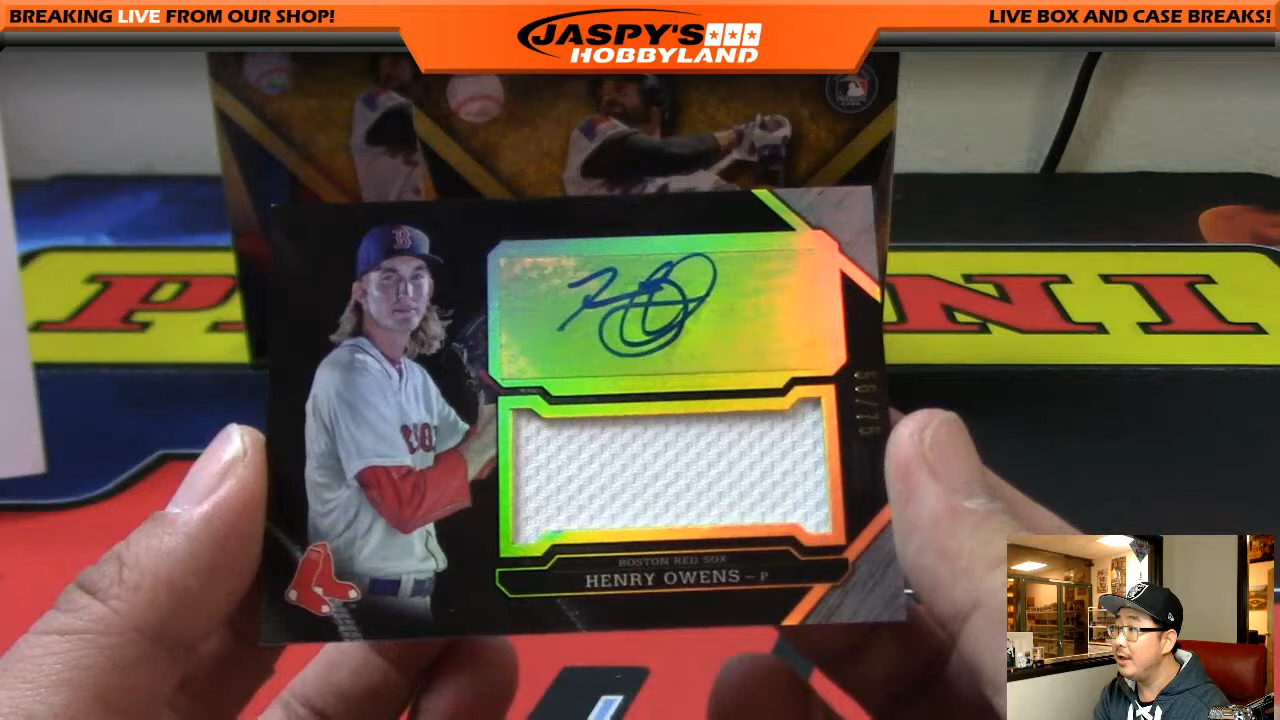 BREAKING LIVE FROM OUR SHOP!
JASPY'S
HOBBYLAND
LIVE BOX AND CASE BREAKS!
P NI
B
56/75
BOSTON RED SOX
HENRY OWENS - P